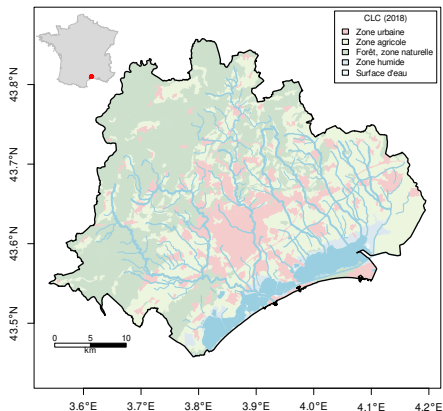 CLC (2018)
Zone urbaine
Zone agricole
Forêt, zone naturelle
Zone humide
Surface d'eau
43.8°N
43.7°N
43.6°N
43.5°N
0 5 10
km
3.6°E 3.7°E 3.8°E 3.9°E 4.0°E 4.1°E 4.2°E